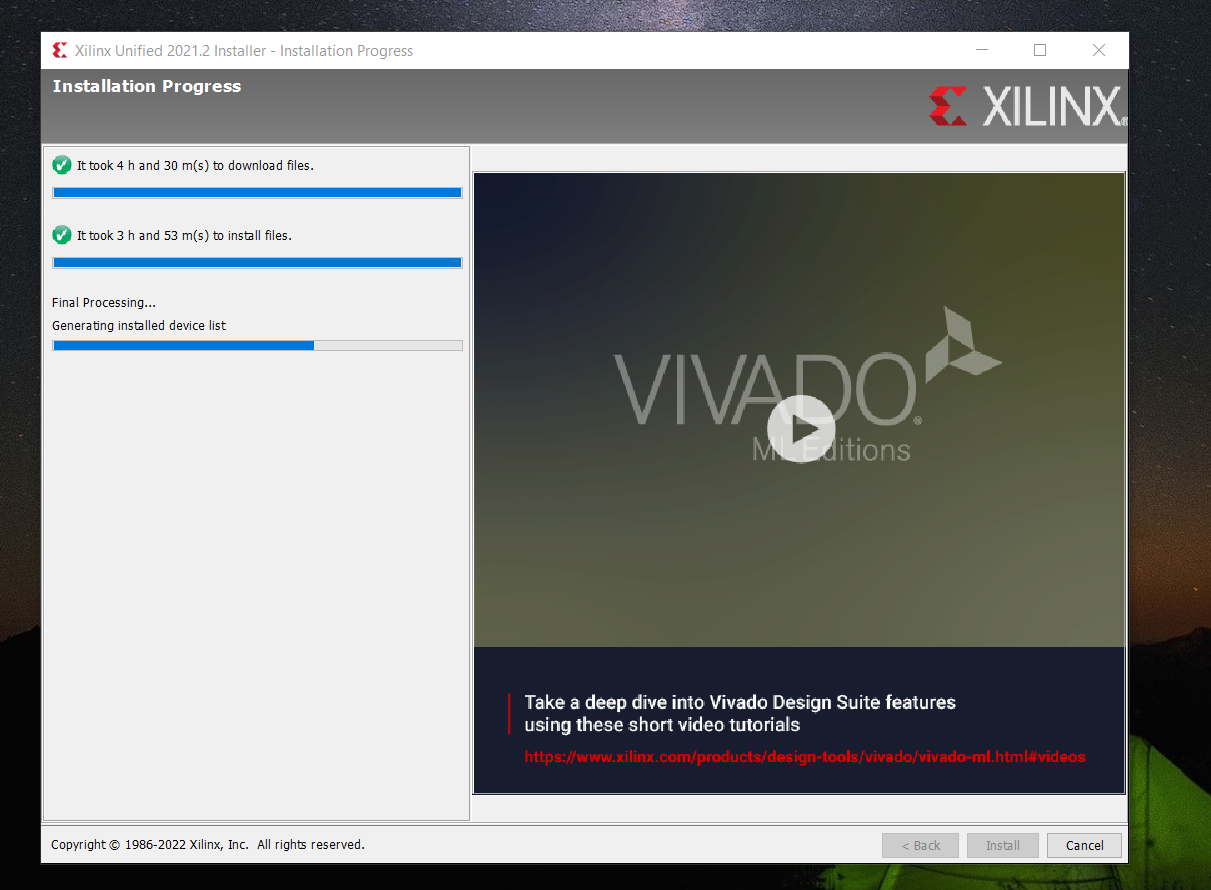 Xilinx Unified 2021.2 Installer - Installation Progress
Installation Progress
XILINX®
It took 4 h and 30 m(s) to download files.
It took 3 h and 53 m(s) to install files.
Final Processing...
Generating installed device list
VIVADO®
ML Editions
Take a deep dive into Vivado Design Suite features
using these short video tutorials
https://www.xilinx.com/products/design-tools/vivado/vivado-ml.html#videos
Copyright © 1986-2022 Xilinx, Inc.  All rights reserved.
< Back
Install
Cancel